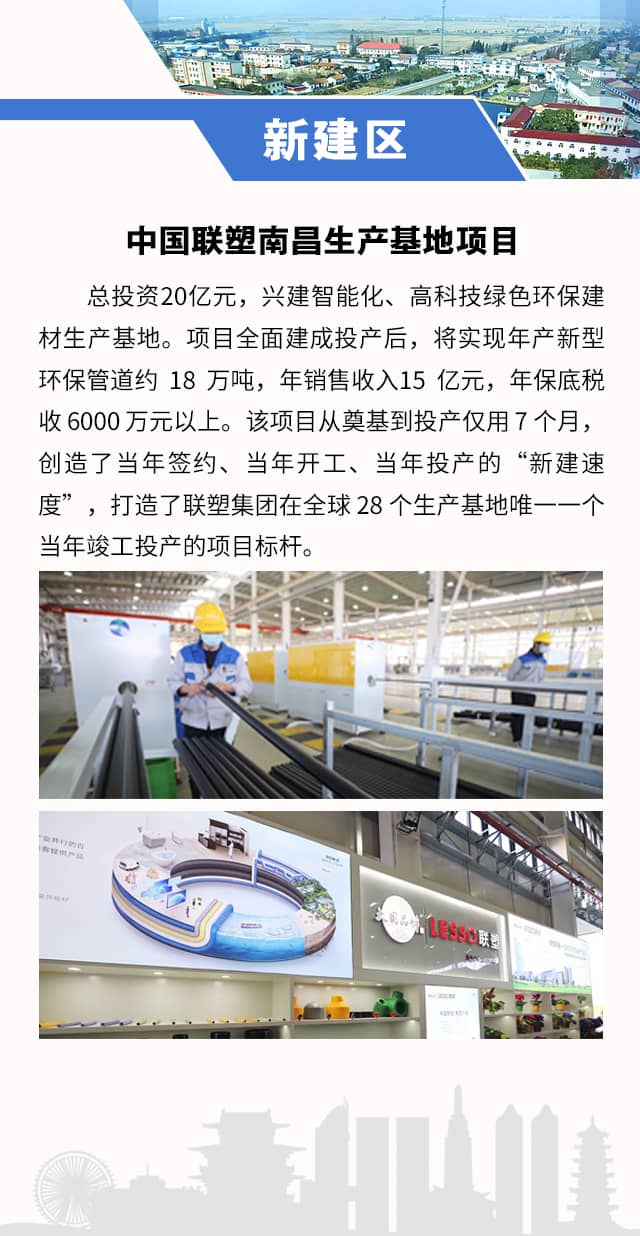 新建区
中国联塑南昌生产基地项目
总投资20亿元，兴建智能化、高科技绿色环保建
材生产基地。项目全面建成投产后，将实现年产新型
环保管道约 18 万吨，年销售收入15 亿元，年保底税
收 6000 万元以上。该项目从奠基到投产仅用 7 个月，
创造了当年签约、当年开工、当年投产的“新建速
度”，打造了联塑集团在全球 28 个生产基地唯一一个
当年竣工投产的项目标杆。
LESSO联塑